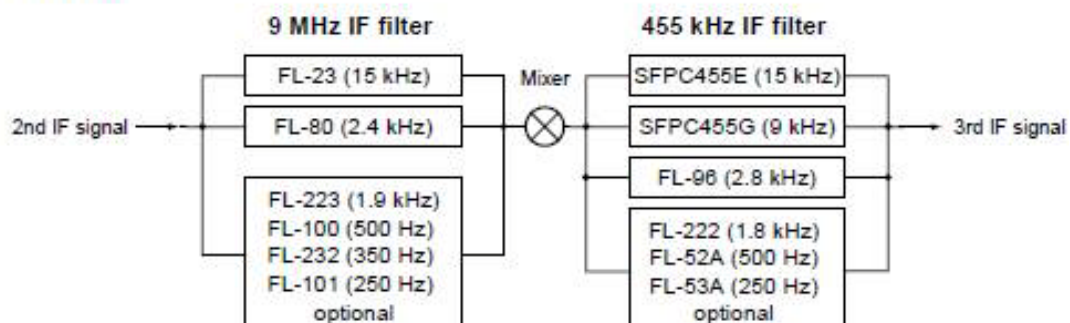 9 MHz IF filter
455 kHz IF filter
FL-23 (15 kHz)
Mixer
SFPC455E (15 kHz)
2nd IF signal
FL-80 (2.4 kHz)
SFPC455G (9 kHz)
3rd IF signal
FL-96 (2.8 kHz)
FL-223 (1.9 kHz)
FL-100 (500 Hz)
FL-232 (350 Hz)
FL-101 (250 Hz)
optional
FL-222 (1.8 kHz)
FL-52A (500 Hz)
FL-53A (250 Hz)
optional